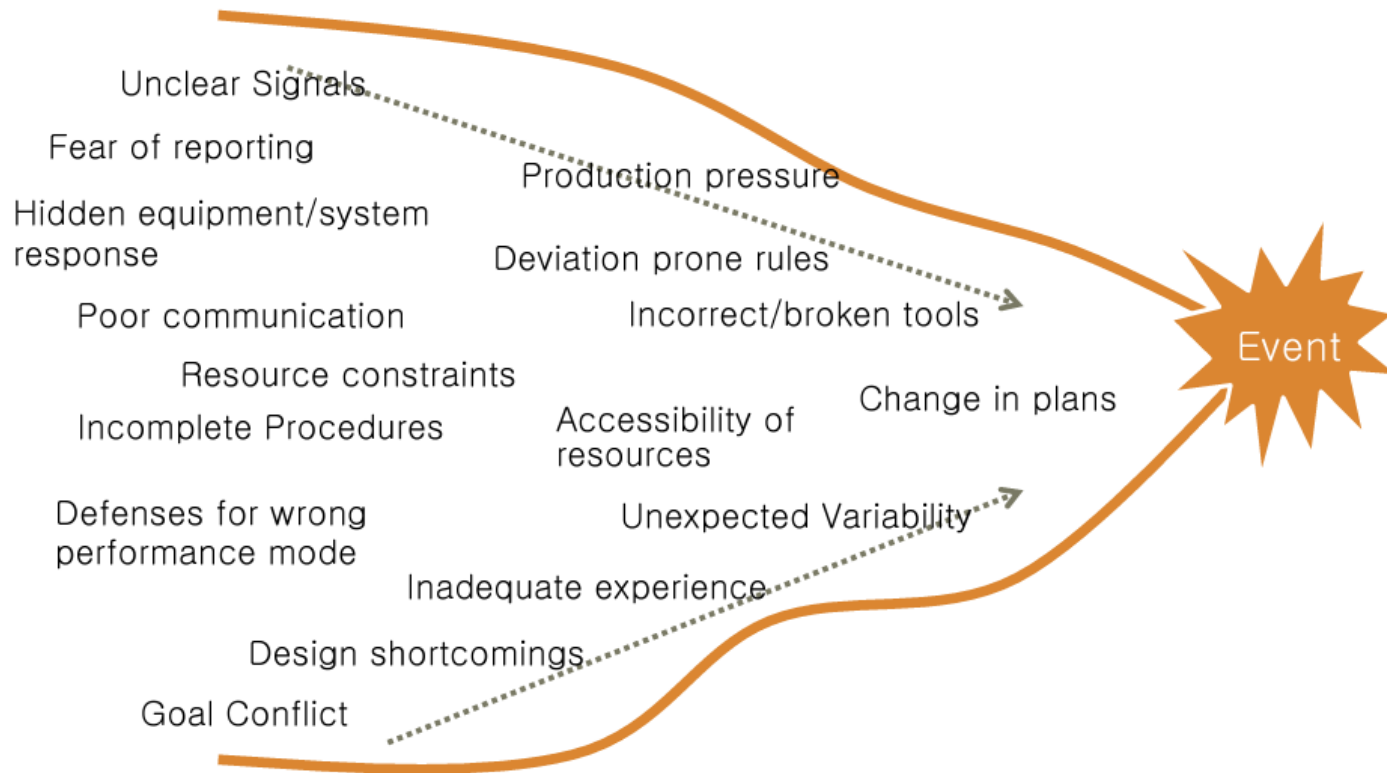 Unclear Signals
Fear of reporting
Production pressure
Hidden equipment/system
response
Deviation prone rules
Poor communication
Incorrect/broken tools
Event
Resource constraints
Change in plans
Incomplete Procedures
Accessibility of
resources
Defenses for wrong
performance mode
Unexpected Variability
Inadequate experience
Design shortcomings
Goal Conflict